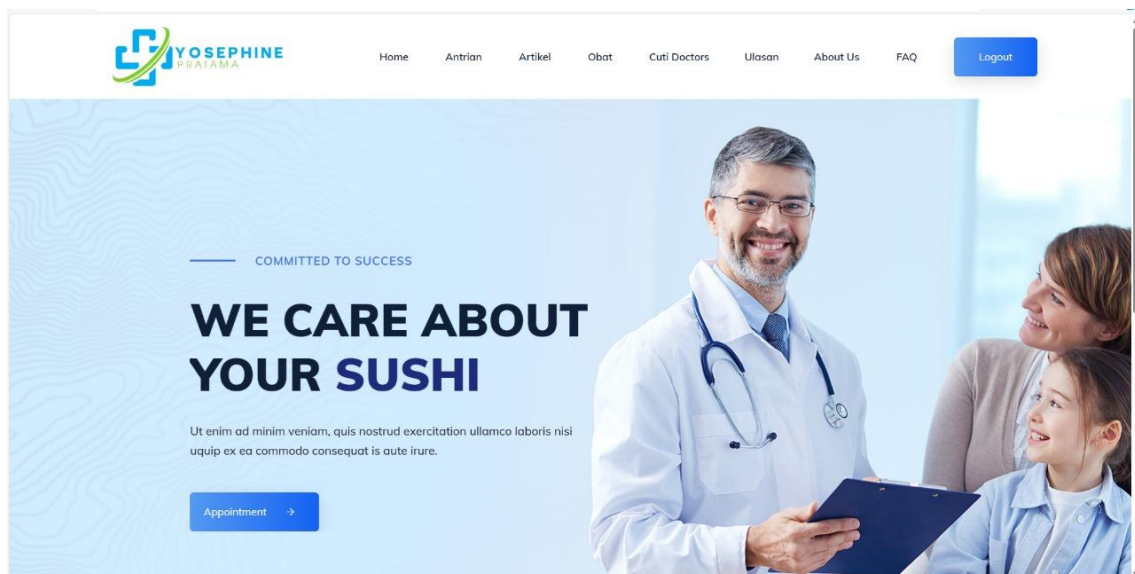 YOSEPHINE
PRATAMA
Home Antrian Artikel Obat Cuti Doctors Ulasan About Us FAQ Logout
COMMITTED TO SUCCESS
WE CARE ABOUT
YOUR SUSHI
Ut enim ad minim veniam, quis nostrud exercitation ullamco laboris nisi
uquip ex ea commodo consequat is aute irure.
Appointment →